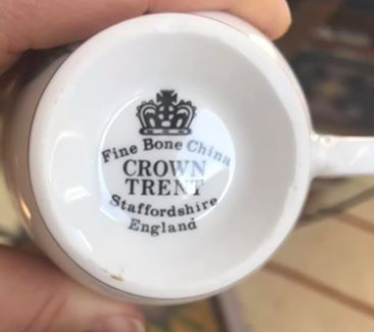 Fine Bone China
CROWN
TRENT
Staffordshire
England